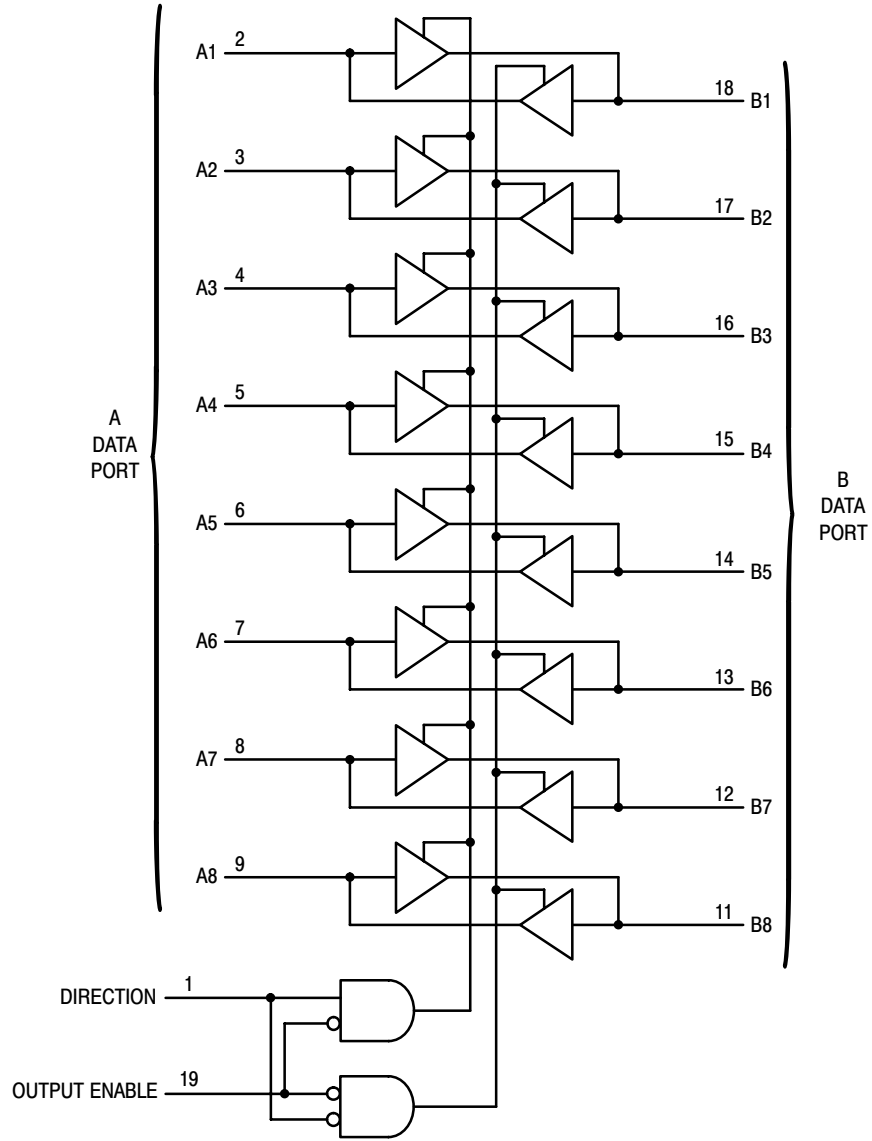 A1 2
18 B1
A2 3
17 B2
A3 4
16 B3
A4 5
15 B4
A
DATA
PORT
B
DATA
PORT
A5 6
14 B5
A6 7
13 B6
A7 8
12 B7
A8 9
11 B8
DIRECTION 1
OUTPUT ENABLE 19